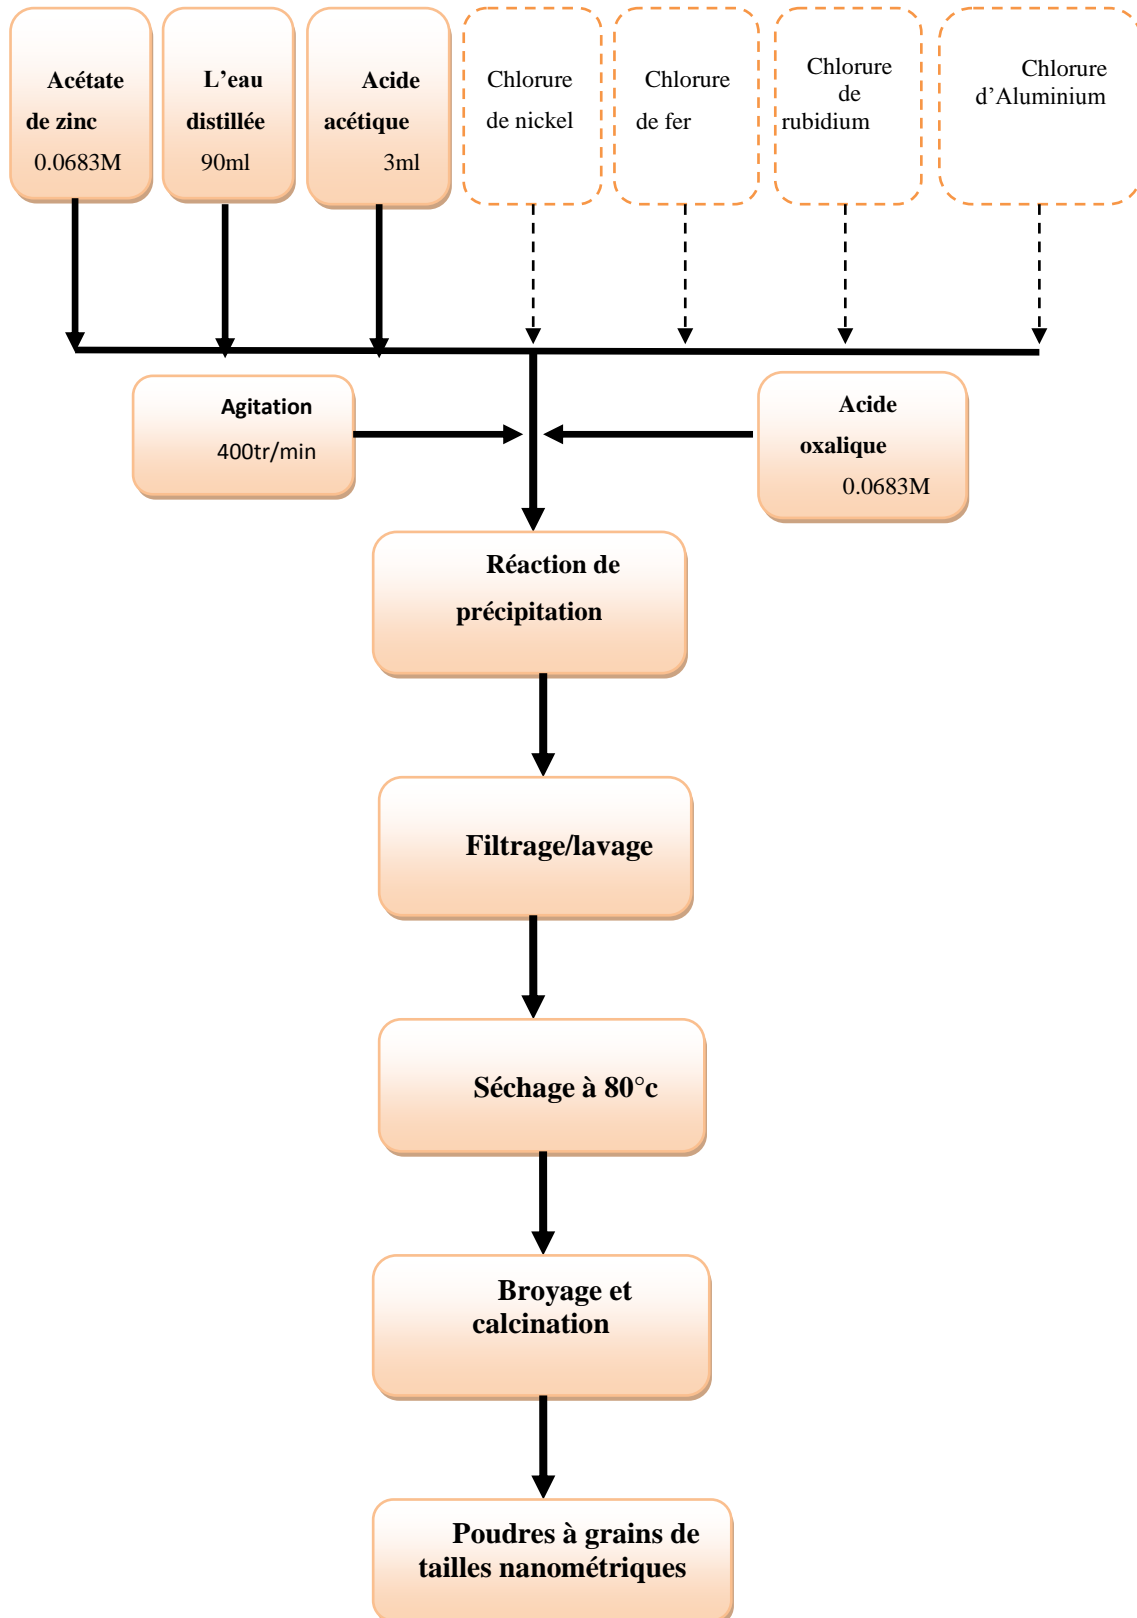 Acétate
de zinc
0.0683M
L’eau
distillée
90ml
Acide
acétique
3ml
Chlorure
de nickel
Chlorure
de fer
Chlorure
de
rubidium
Chlorure
d’Aluminium
Agitation
400tr/min
Acide
oxalique
0.0683M
Réaction de
précipitation
Filtrage/lavage
Séchage à 80°c
Broyage et
calcination
Poudres à grains de
tailles nanométriques